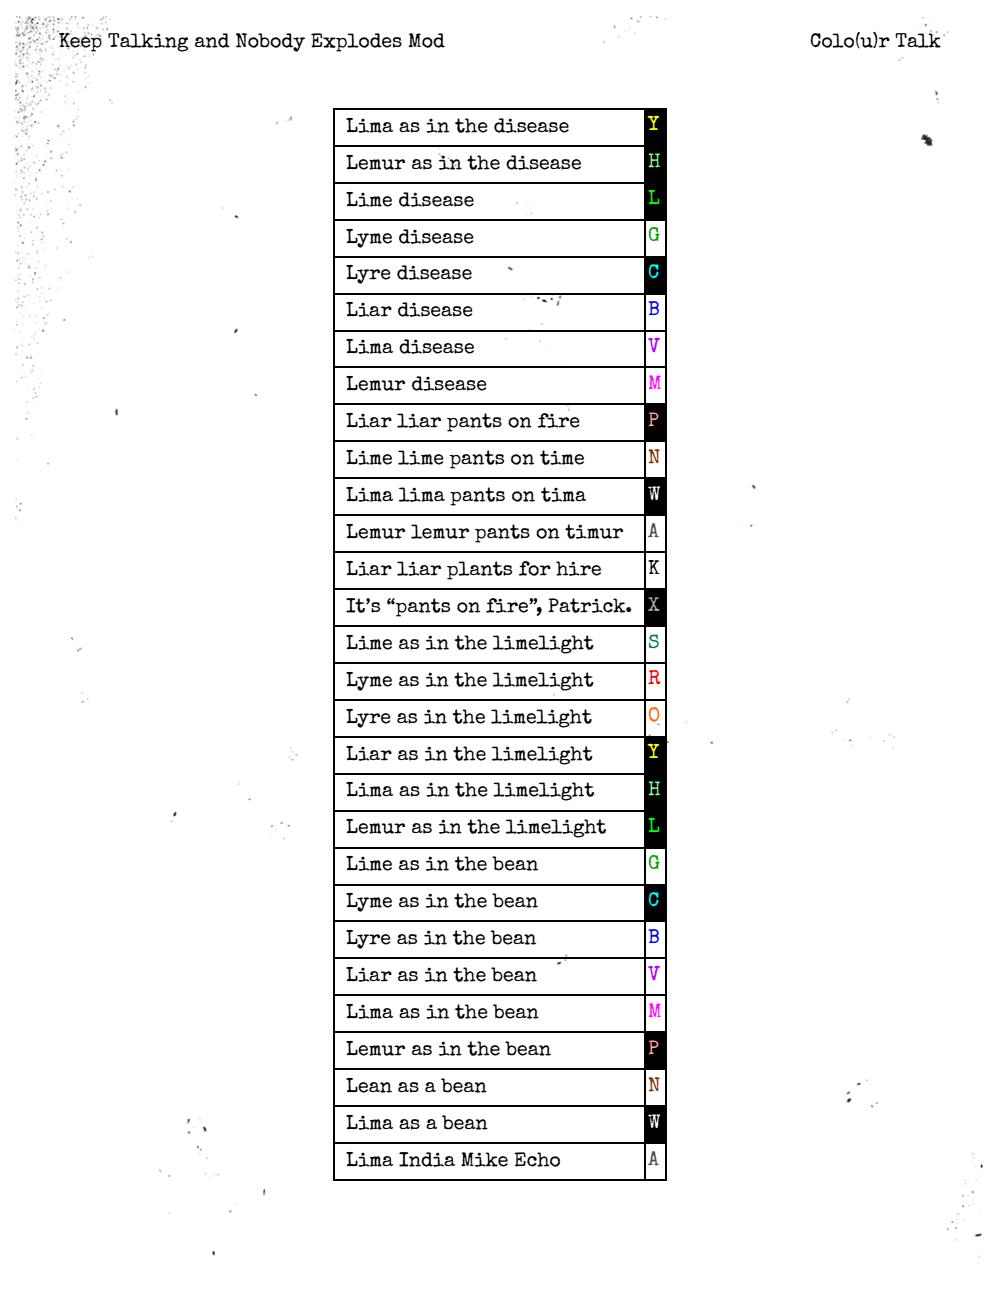 Keep Talking and Nobody Explodes Mod Colo(u)r Talk
Lima as in the disease Y
Lemur as in the disease H
Lime disease L
Lyme disease G
Lyre disease C
Liar disease B
Lima disease V
Lemur disease M
Liar liar pants on fire P
Lime lime pants on time N
Lima lima pants on tima W
Lemur lemur pants on timur A
Liar liar plants for hire K
It's “pants on fire”, Patrick. X
Lime as in the limelight S
Lyme as in the limelight R
Lyre as in the limelight O
Liar as in the limelight Y
Lima as in the limelight H
Lemur as in the limelight L
Lime as in the bean G
Lyme as in the bean C
Lyre as in the bean B
Liar as in the bean V
Lima as in the bean M
Lemur as in the bean P
Lean as a bean N
Lima as a bean W
Lima India Mike Echo A